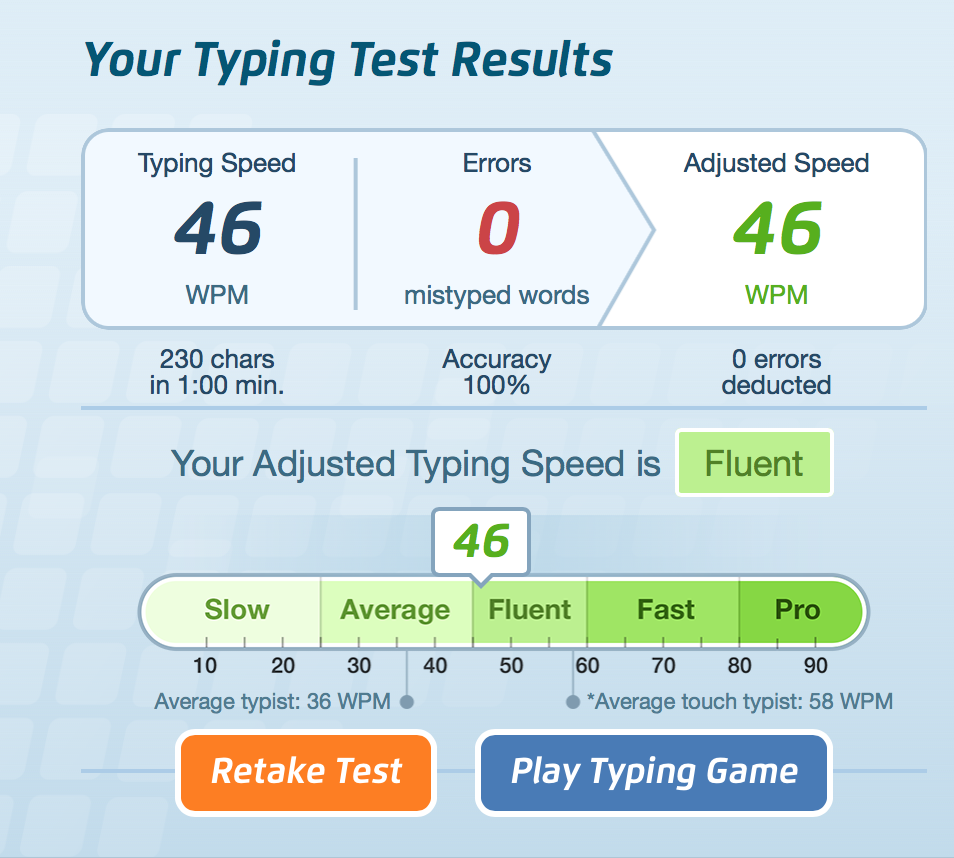 Your Typing Test Results
Typing Speed
Errors
Adjusted Speed
46
0
46
WPM
mistyped words
WPM
230 chars
in 1:00 min.
Accuracy
100%
0 errors
deducted
Your Adjusted Typing Speed is Fluent
46
Slow Average Fluent Fast Pro
10 20 30 40 50 60 70 80 90
Average typist: 36 WPM
*Average touch typist: 58 WPM
Retake Test
Play Typing Game